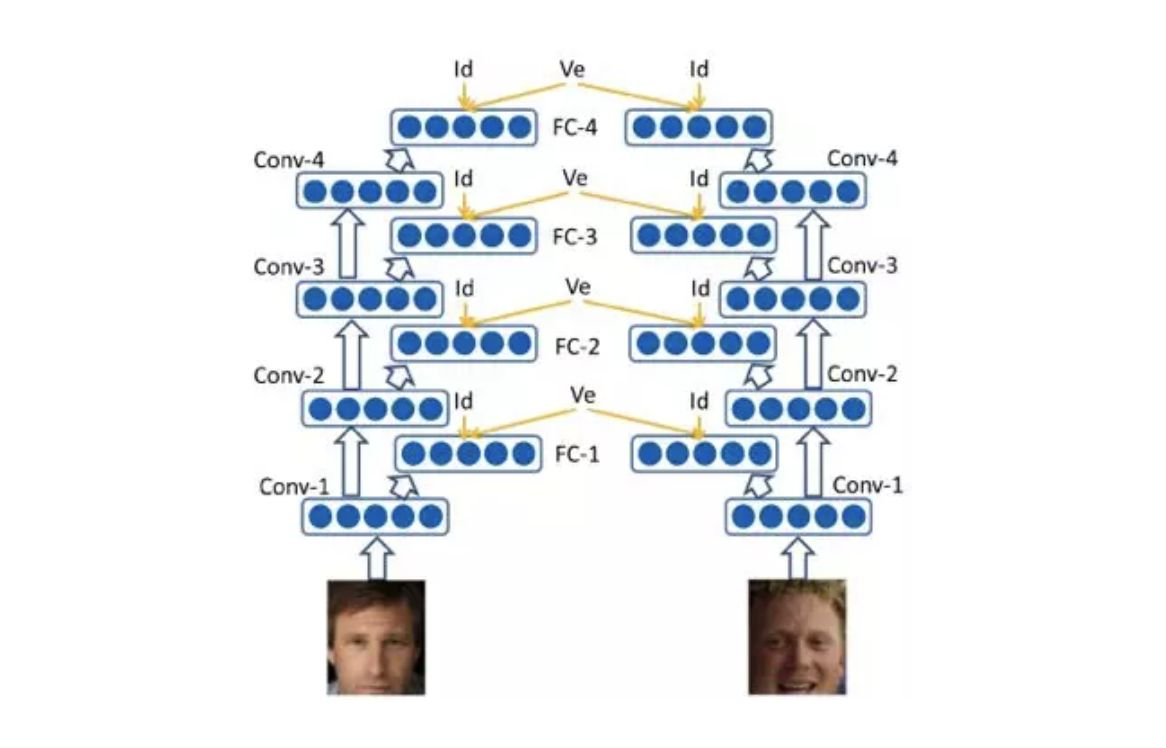 Id Ve Id
FC-4
Conv-4 Conv-4
Id Ve Id
FC-3
Conv-3 Conv-3
Id Ve Id
FC-2
Conv-2 Conv-2
Id Ve Id
FC-1
Conv-1 Conv-1